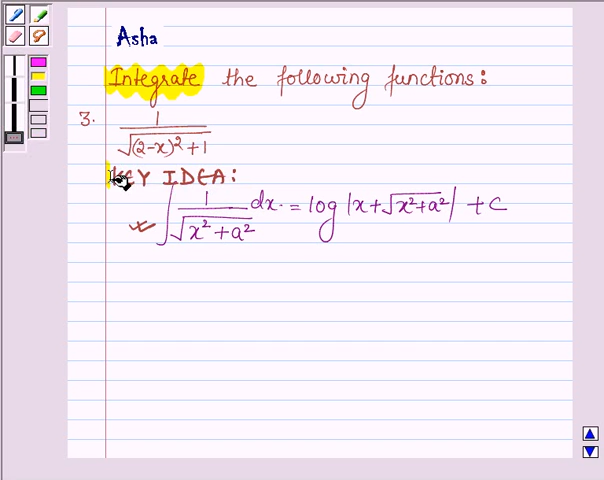 Asha
Integrate the following functions:
3. 1/√((2-x)²+1)
KEY IDEA:
∫ 1/√(x²+a²) dx. = log |x+√(x²+a²)| + C